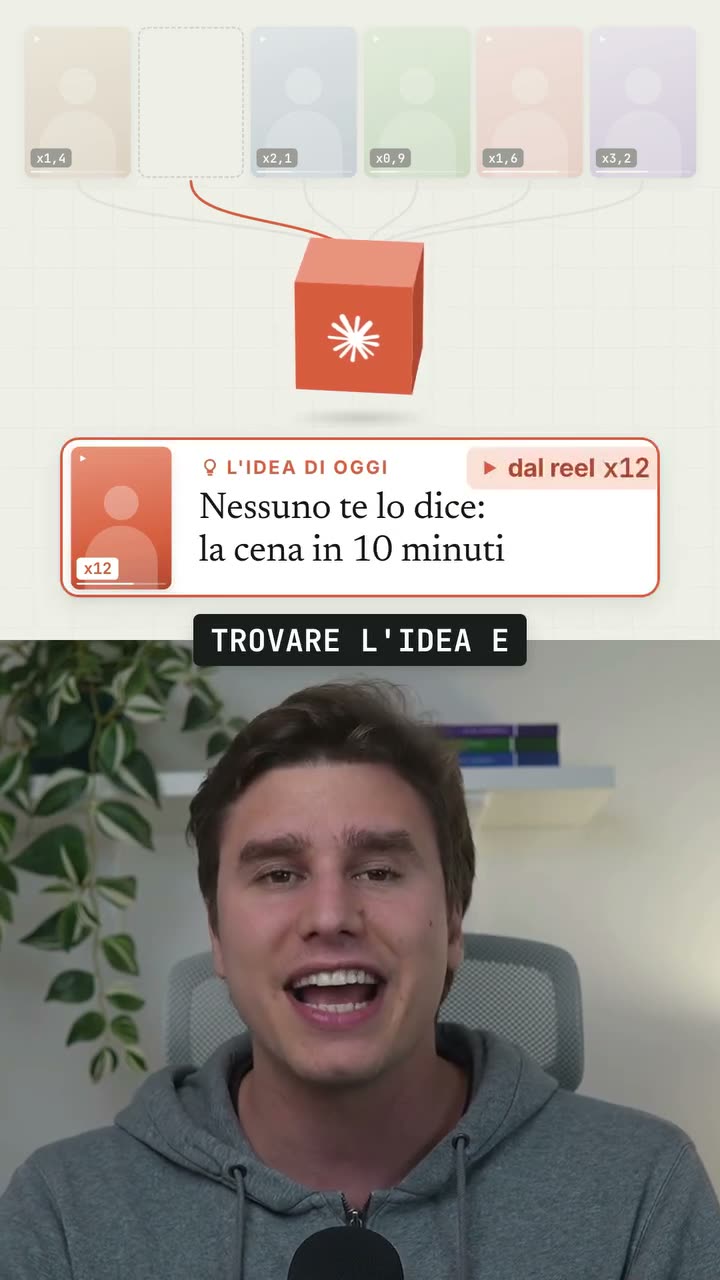 x1,4
x2,1
x0,9
x1,6
x3,2
L'IDEA DI OGGI
dal reel x12
Nessuno te lo dice:
la cena in 10 minuti
x12
TROVARE L'IDEA E